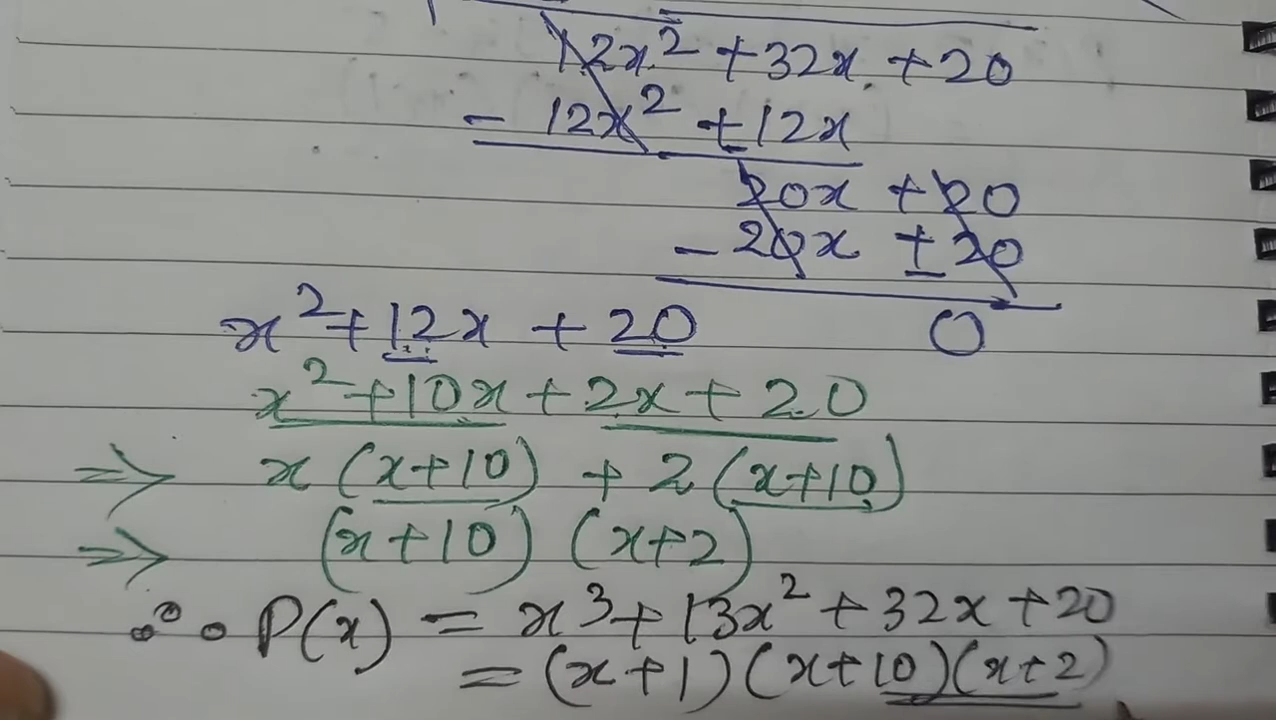 12x² + 32x + 20
- 12x² + 12x
20x + 20
- 20x + 20
0
x² + 12x + 20
x² + 10x + 2x + 20
⇒ x (x+10) + 2 (x+10)
⇒ (x+10) (x+2)
∴ P(x) = x³ + 13x² + 32x + 20
= (x+1) (x+10) (x+2)